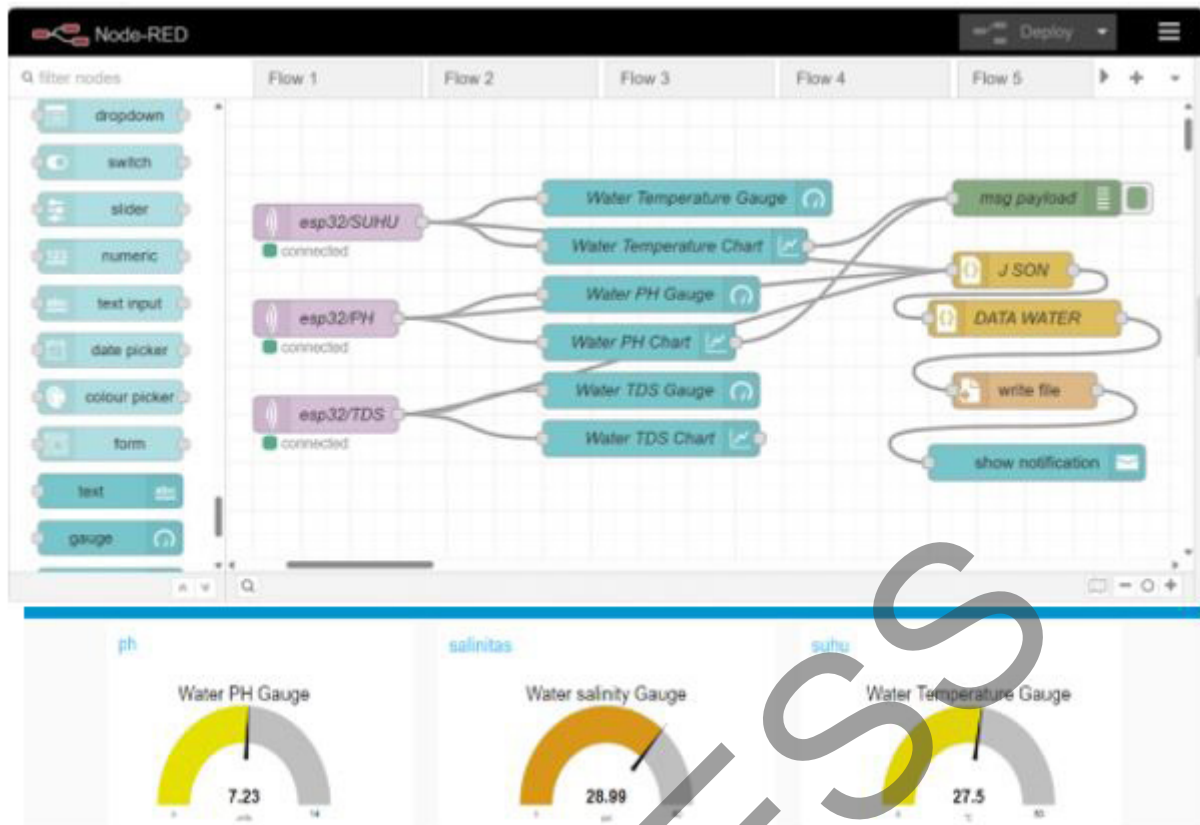 Node-RED
Deploy
filter nodes
Flow 1
Flow 2
Flow 3
Flow 4
Flow 5
dropdown
switch
slider
numeric
text input
date picker
colour picker
form
text
gauge
esp32/SUHU
connected
esp32/PH
connected
esp32/TDS
connected
Water Temperature Gauge
Water Temperature Chart
Water PH Gauge
Water PH Chart
Water TDS Gauge
Water TDS Chart
msg payload
J SON
DATA WATER
write file
show notification
ph
salinitas
suhu
Water PH Gauge
Water salinity Gauge
Water Temperature Gauge
7.23
14
28.99
27.5
ESS